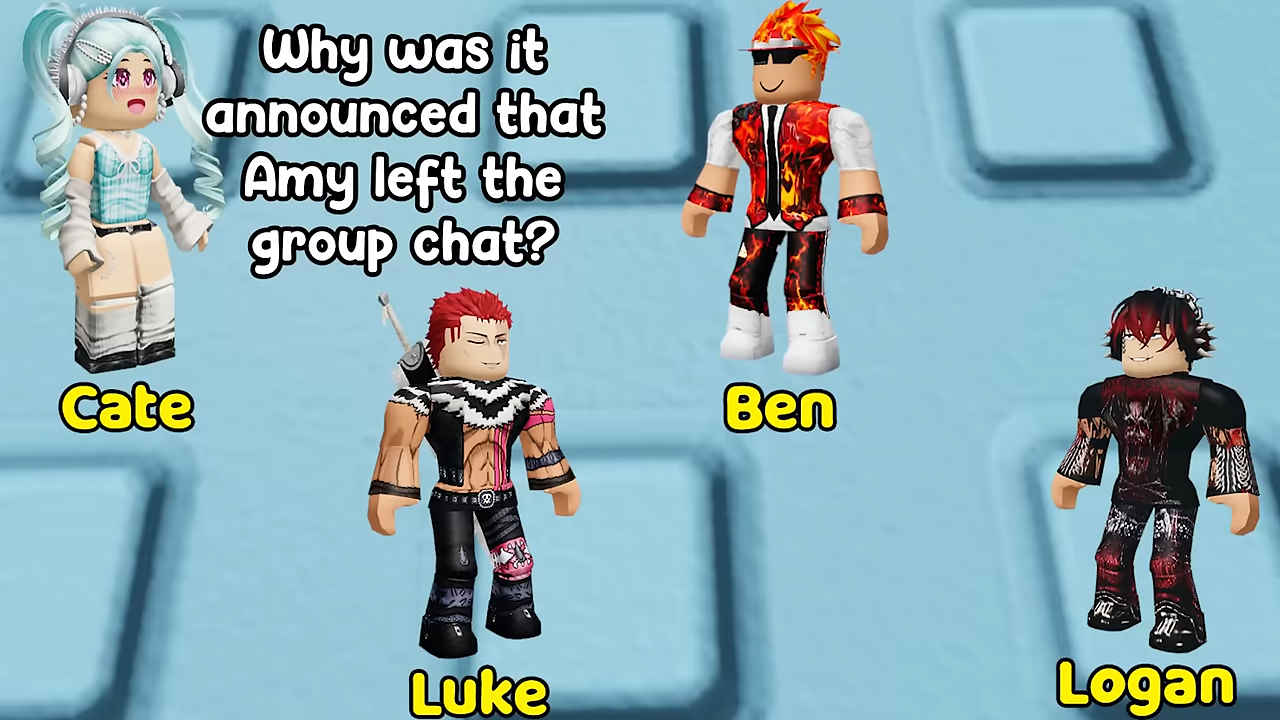 Why was it
announced that
Amy left the
group chat?
Cate
Ben
Luke
Logan